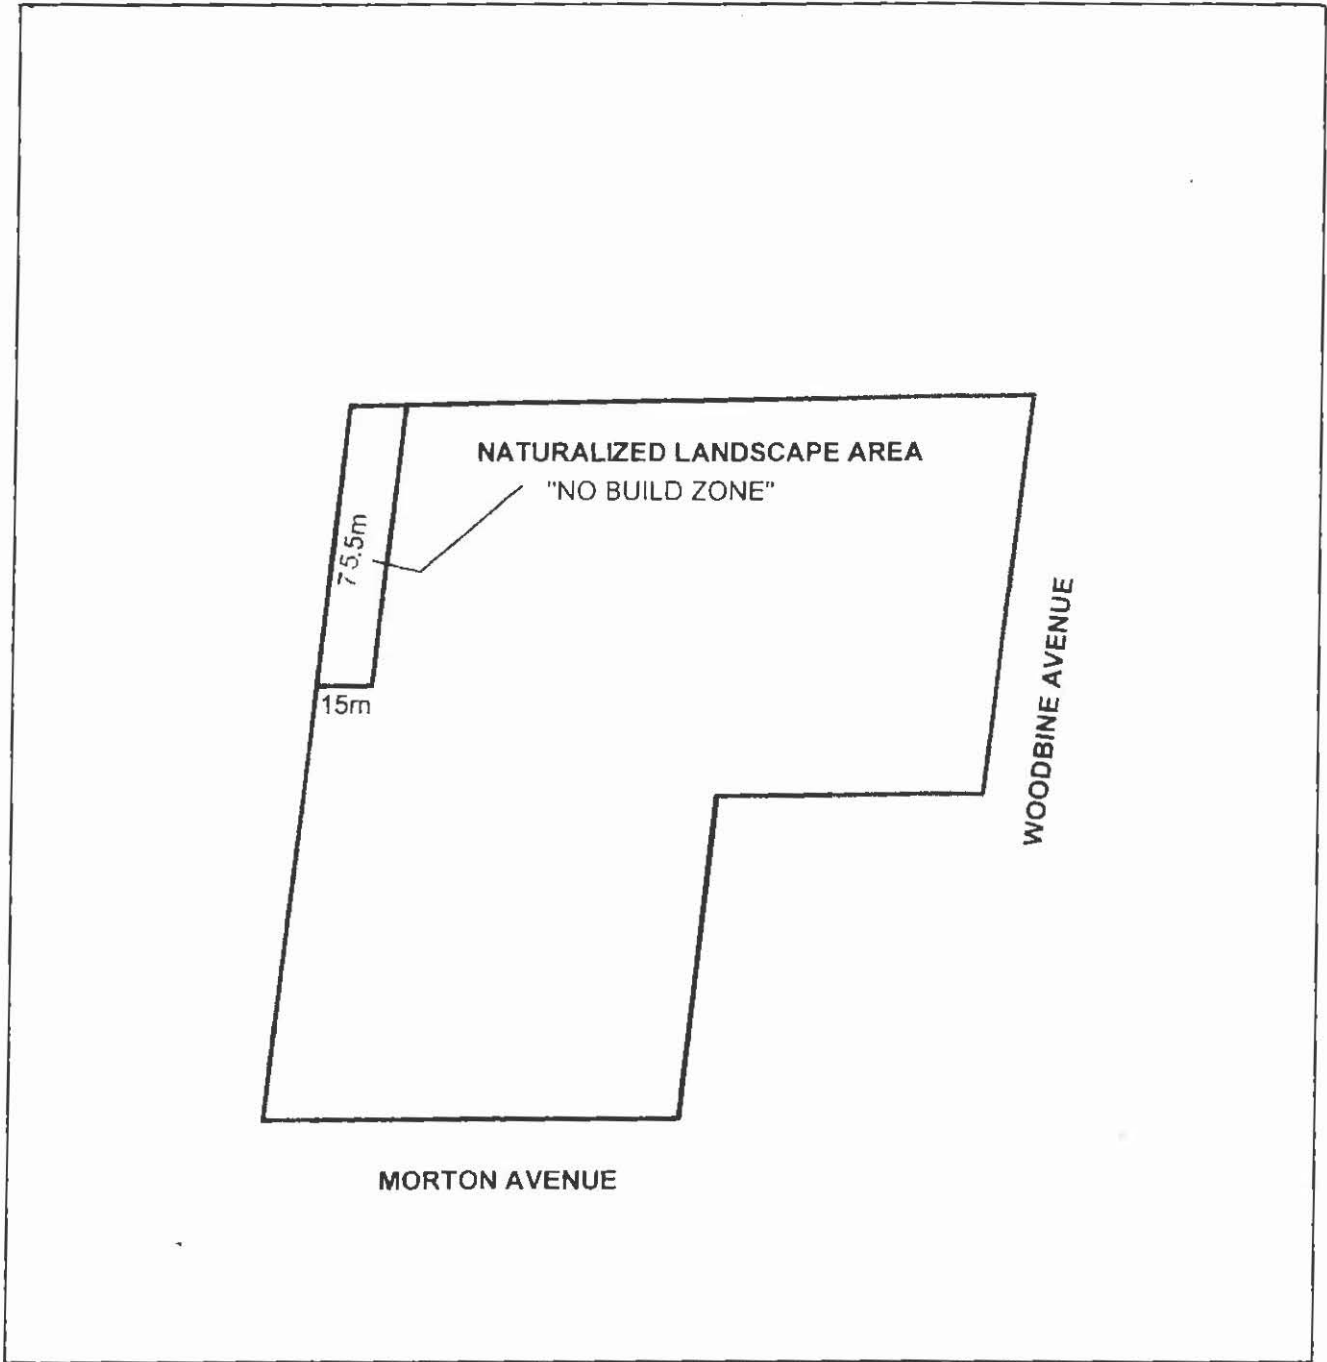 NATURALIZED LANDSCAPE AREA
"NO BUILD ZONE"
75.5m
15m
WOODBINE AVENUE
MORTON AVENUE